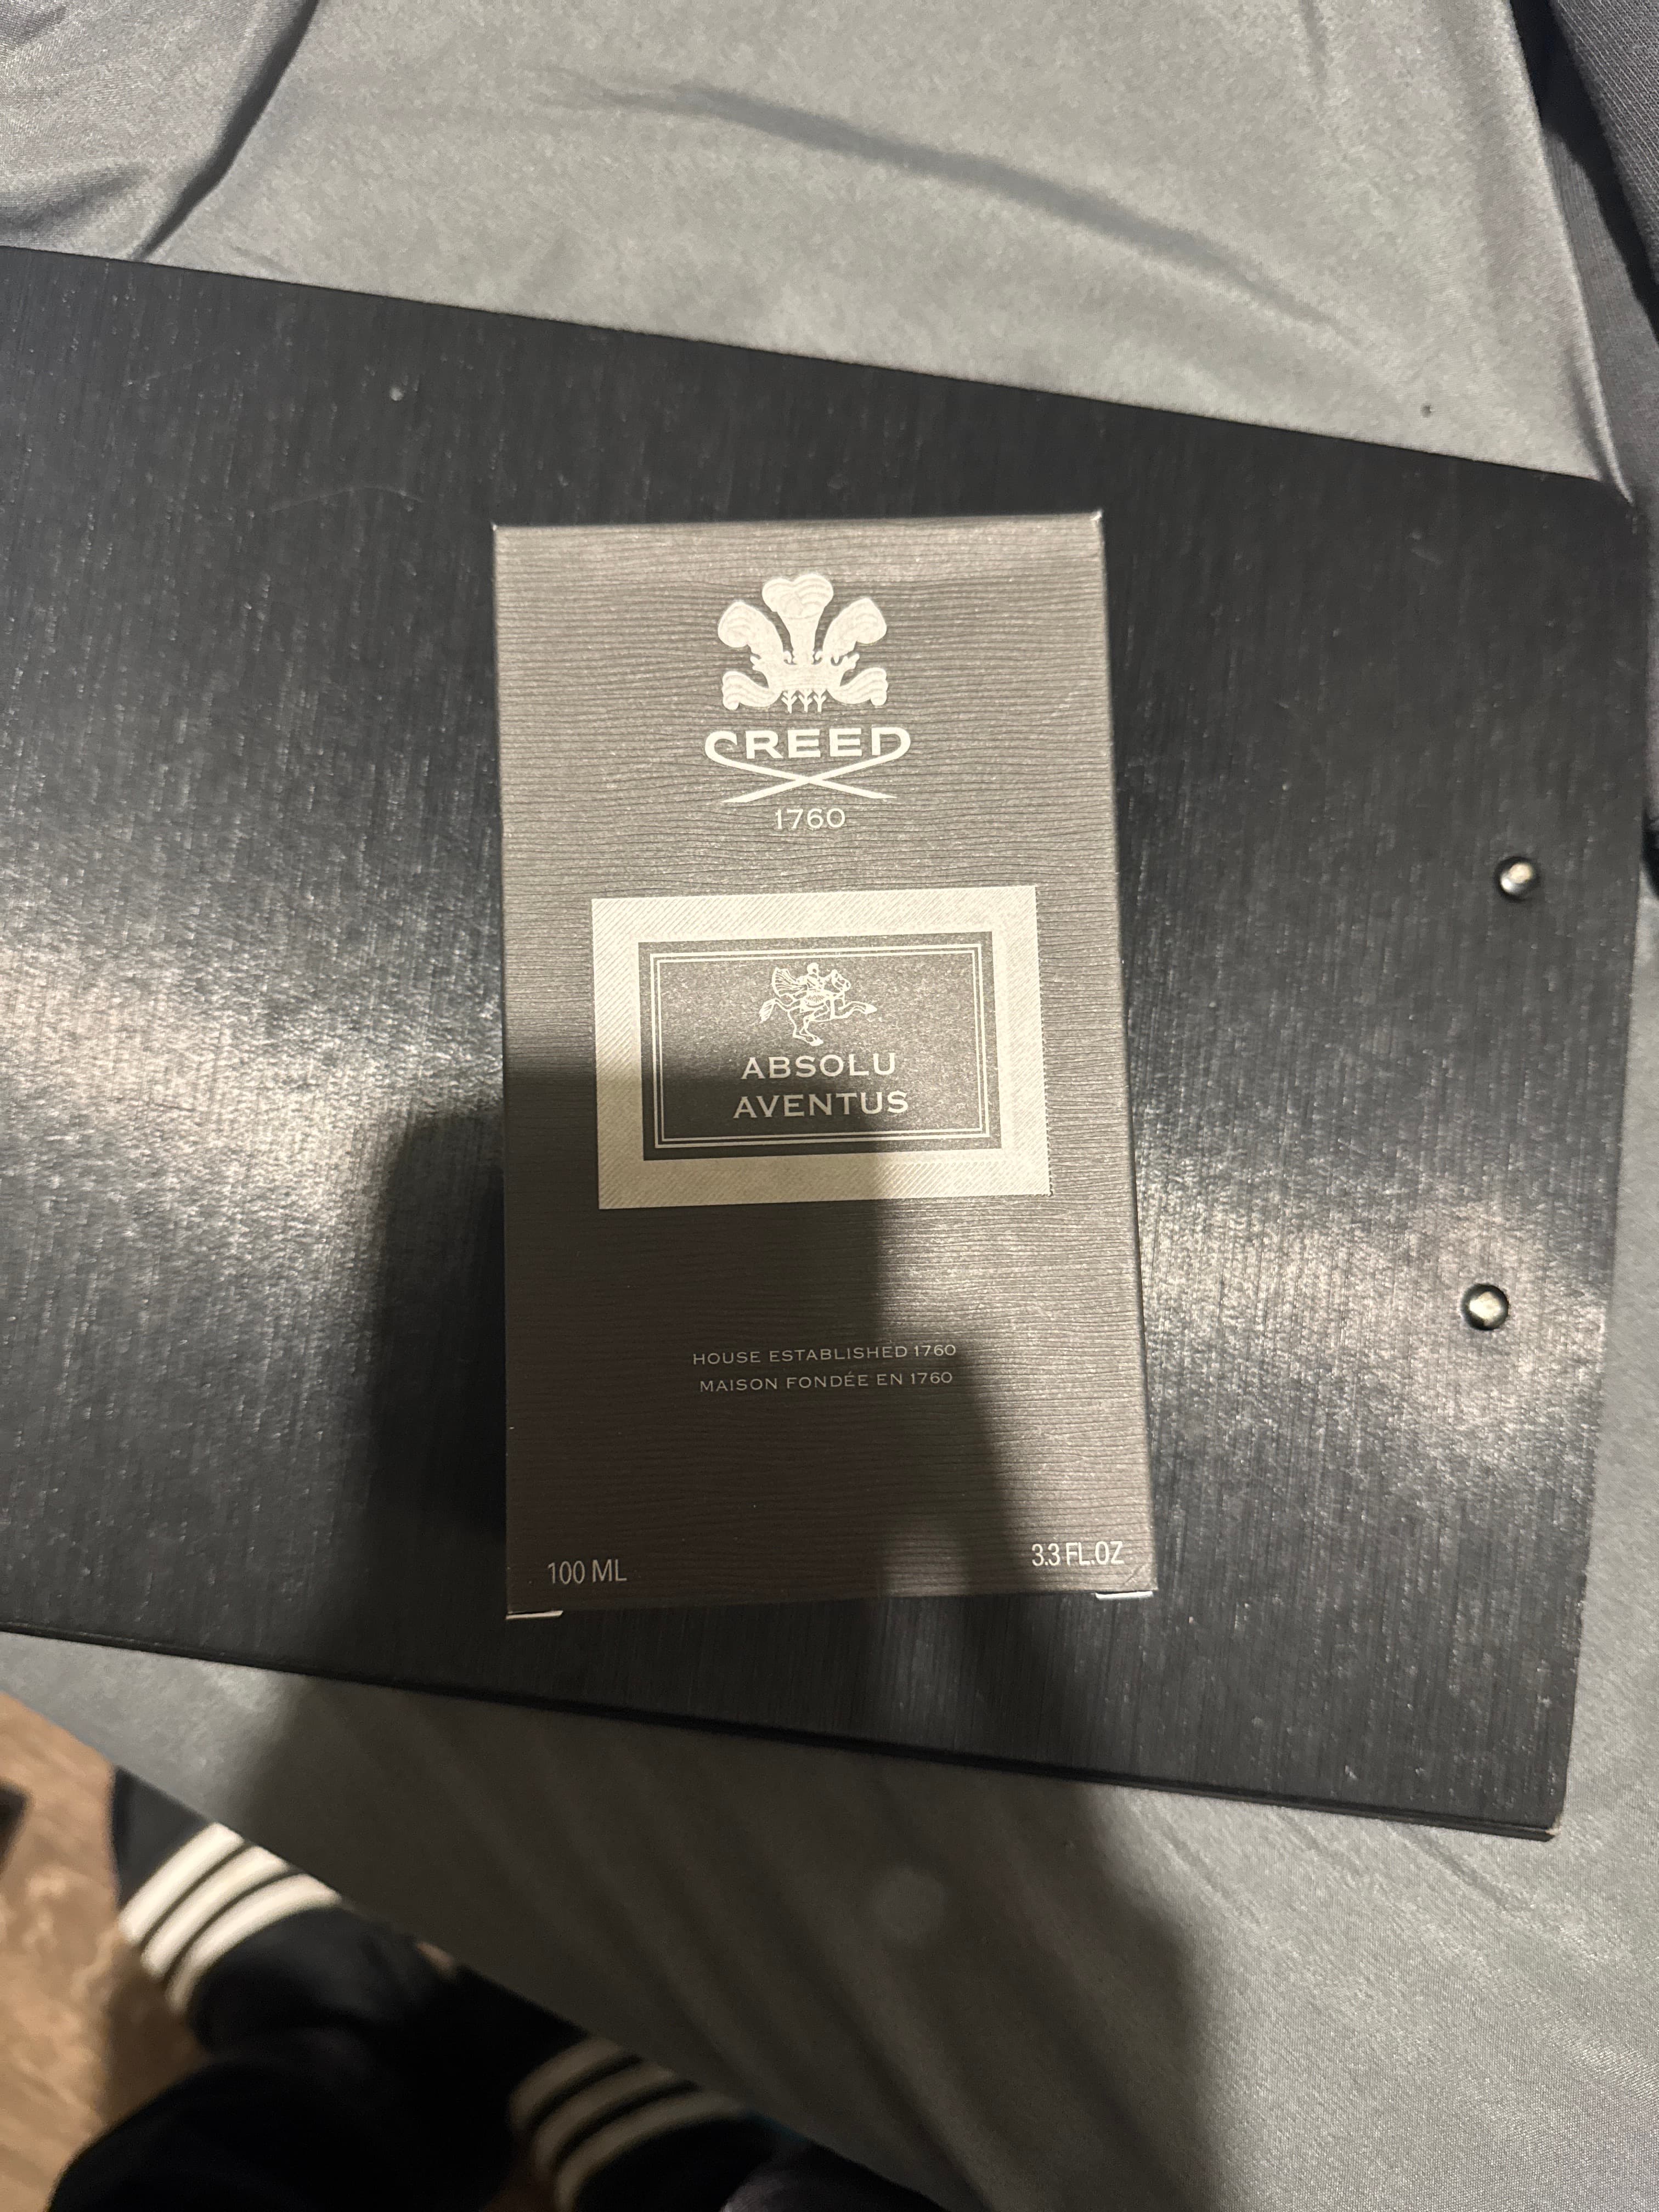 CREED
1760
ABSOLU
AVENTUS
HOUSE ESTABLISHED 1760
MAISON FONDÉE EN 1760
100 ML
3.3 FL.OZ